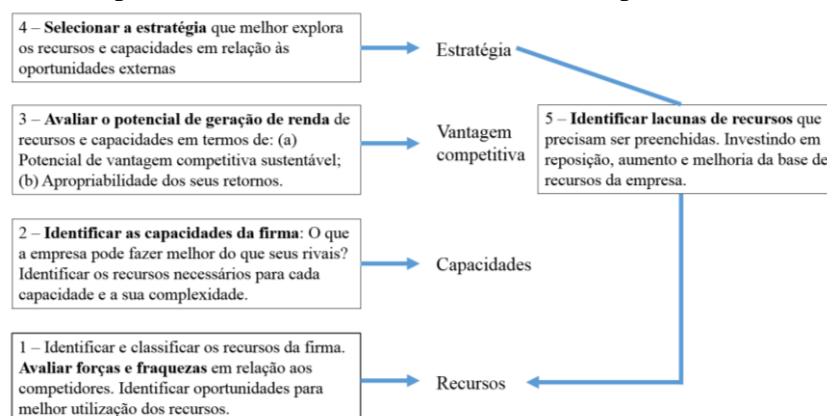 4 – Selecionar a estratégia que melhor explora
os recursos e capacidades em relação às
oportunidades externas
Estratégia
3 – Avaliar o potencial de geração de renda de
recursos e capacidades em termos de: (a)
Potencial de vantagem competitiva sustentável;
(b) Apropriabilidade dos seus retornos.
Vantagem
competitiva
5 – Identificar lacunas de recursos que
precisam ser preenchidas. Investindo em
reposição, aumento e melhoria da base de
recursos da empresa.
2 – Identificar as capacidades da firma: O que
a empresa pode fazer melhor do que seus rivais?
Identificar os recursos necessários para cada
capacidade e a sua complexidade.
Capacidades
1 – Identificar e classificar os recursos da firma.
Avaliar forças e fraquezas em relação aos
competidores. Identificar oportunidades para
melhor utilização dos recursos.
Recursos